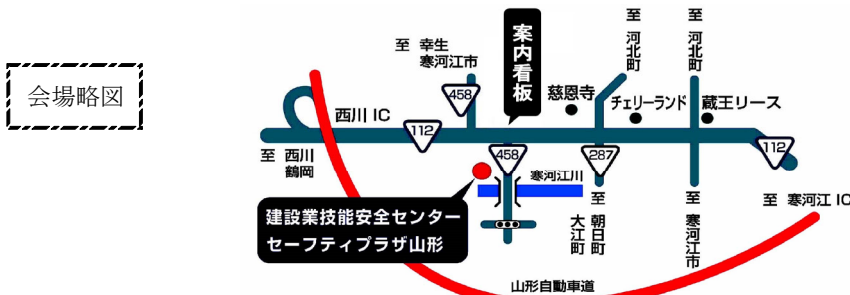 会場略図
至 幸生
寒河江市
案内看板
至 河北町
至 河北町
458
慈恩寺
チェリーランド
蔵王リース
西川 IC
112
至 西川
鶴岡
458
287
112
寒河江川
建設業技能安全センター
セーフティプラザ山形
至 朝日町
大江町
至 寒河江市
至 寒河江 IC
山形自動車道